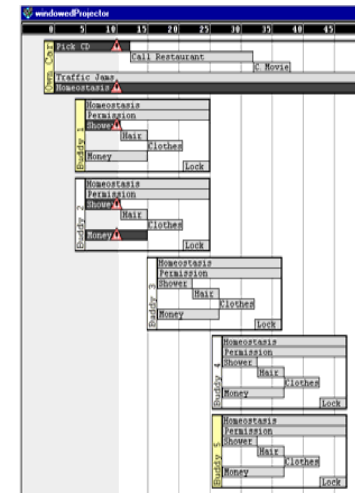 windowedProjector
0 5 10 15 20 25 30 35 40 45
Own Car
Pick CD
Call Restaurant
C. Movie
Traffic Jams
Homeostasis
Buddy 1
Homeostasis
Permission
Shower
Hair
Clothes
Money
Lock
Buddy 2
Homeostasis
Permission
Shower
Hair
Clothes
Money
Lock
Buddy 3
Homeostasis
Permission
Shower
Hair
Clothes
Money
Lock
Buddy 4
Homeostasis
Permission
Shower
Hair
Clothes
Money
Lock
Buddy 5
Homeostasis
Permission
Shower
Hair
Clothes
Money
Lock